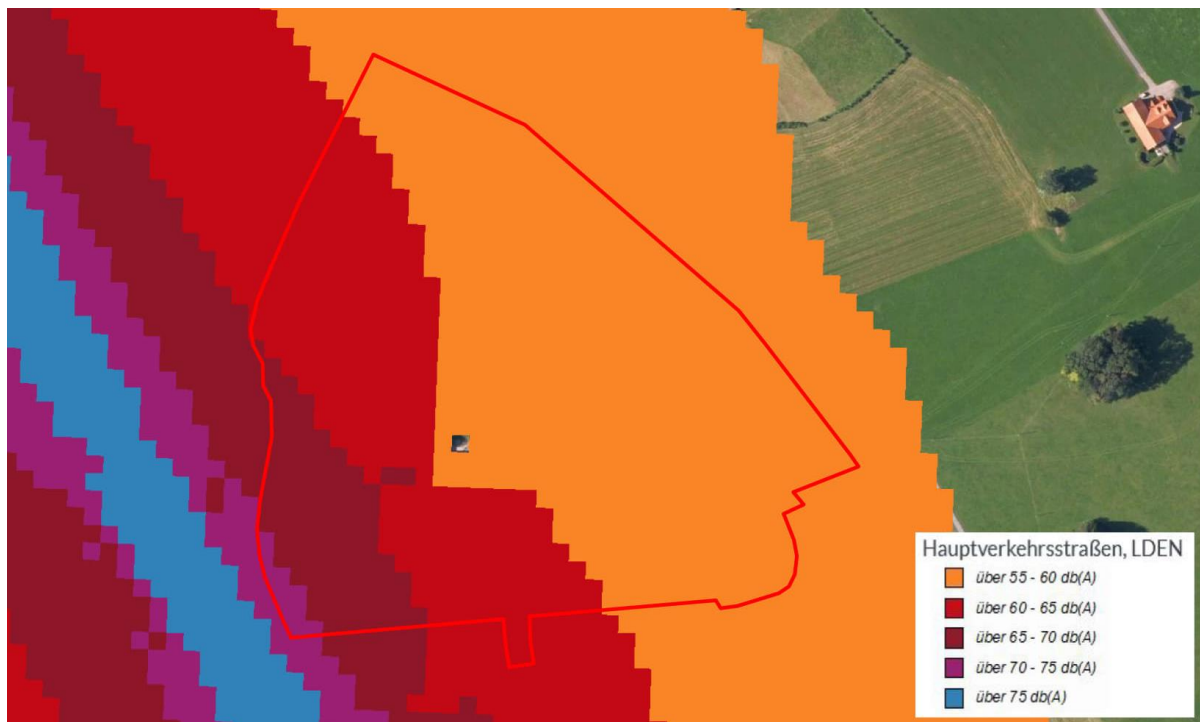 Hauptverkehrsstraßen, LDEN
über 55 - 60 db(A)
über 60 - 65 db(A)
über 65 - 70 db(A)
über 70 - 75 db(A)
über 75 db(A)